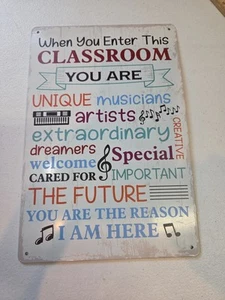 When You Enter This
CLASSROOM
YOU ARE
UNIQUE musicians
artists
extraordinary
CREATIVE
dreamers
welcome Special
CARED FOR IMPORTANT
THE FUTURE
YOU ARE THE REASON
I AM HERE